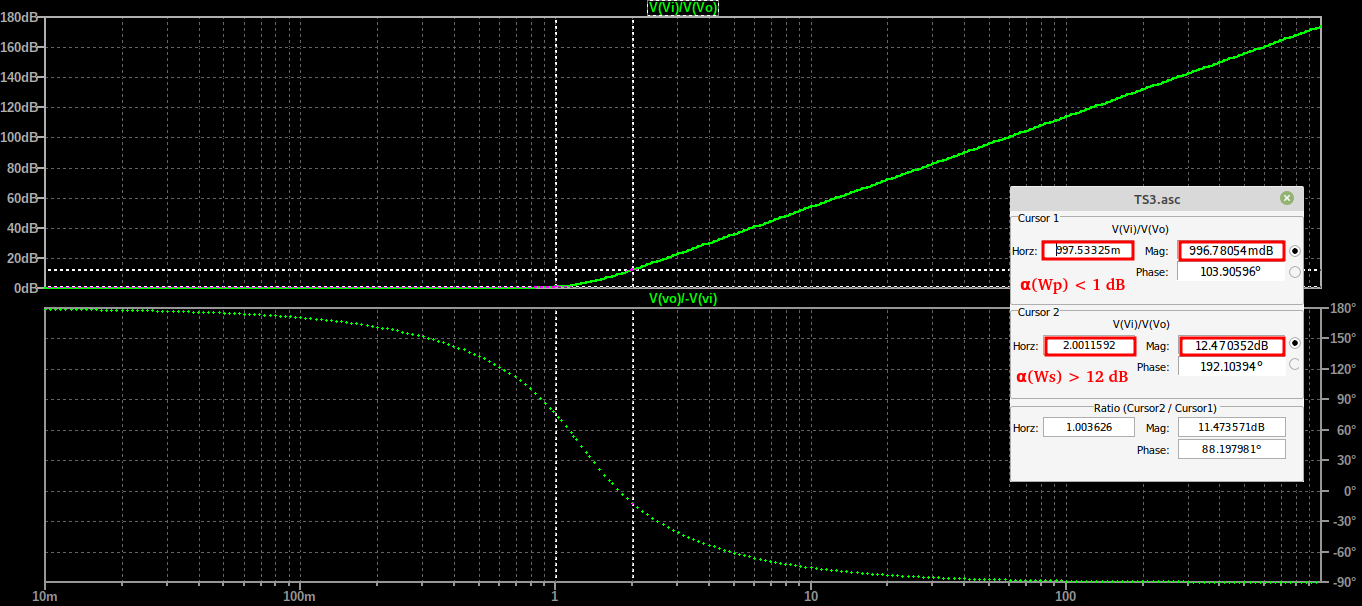 V(Vi)/V(Vo)
180dB
160dB
140dB
120dB
100dB
80dB
60dB
40dB
20dB
0dB
TS3.asc
Cursor 1
V(Vi)/V(Vo)
Horz: 997.53325m Mag: 996.78054mdB
Phase: 103.90596°
α(Wp) < 1 dB
Cursor 2
V(Vi)/V(Vo)
Horz: 2.0011592 Mag: 12.470352dB
Phase: 192.10394°
α(Ws) > 12 dB
Ratio (Cursor2 / Cursor1)
Horz: 1.003626 Mag: 11.473571dB
Phase: 88.197981°
V(vo)/-V(vi)
180°
150°
120°
90°
60°
30°
0°
-30°
-60°
-90°
10m 100m 1 10 100